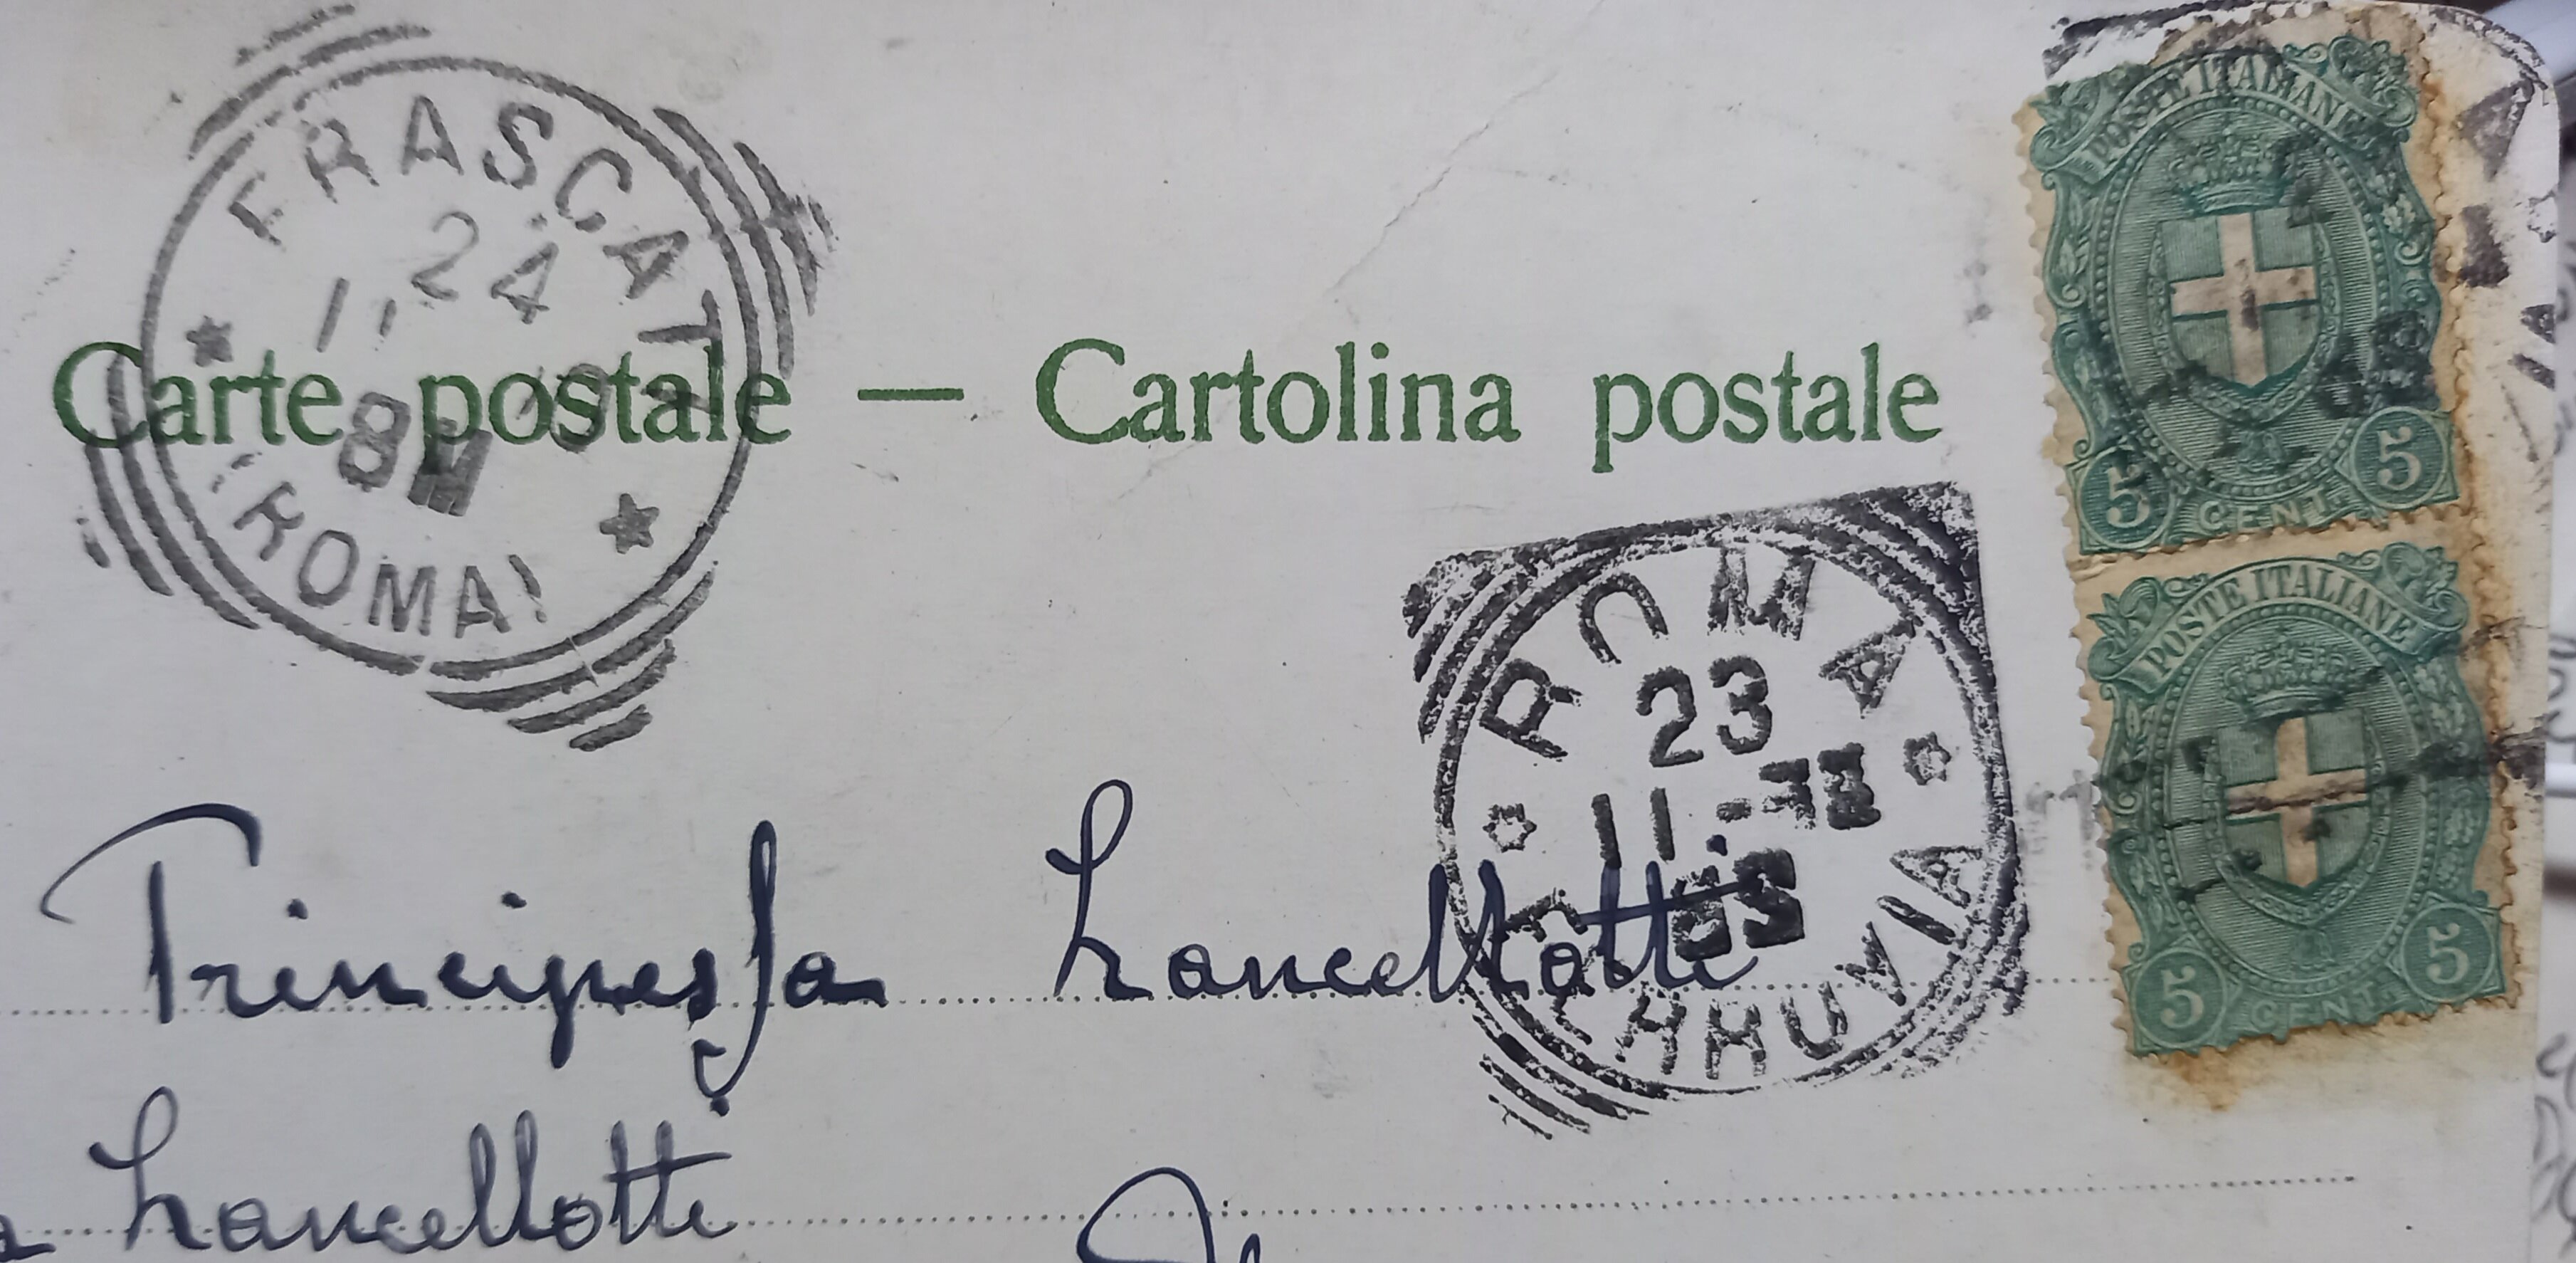 FRASCATI
24
11
8M
(ROMA)
Carte postale — Cartolina postale
ROMA
23
11-
FERROVIA
POSTE ITALIANE
5 CENT. 5
POSTE ITALIANE
5 CENT. 5
Principessa Lancellotti
Lancellotti